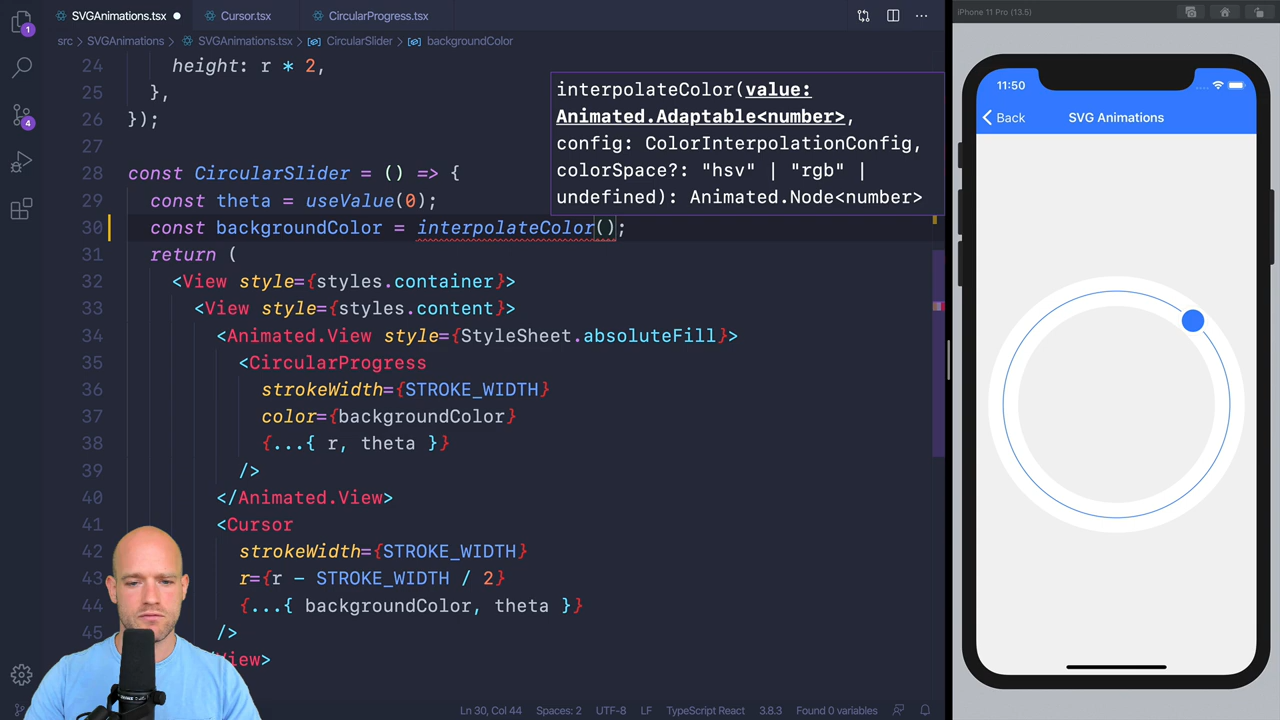 SVGAnimations.tsx
Cursor.tsx
CircularProgress.tsx
iPhone 11 Pro (13.5)
src > SVGAnimations > SVGAnimations.tsx > CircularSlider > backgroundColor
24 height: r * 2,
25 },
26 });
27
28 const CircularSlider = () => {
29 const theta = useValue(0);
30 const backgroundColor = interpolateColor();
31 return (
32 <View style={styles.container}>
33 <View style={styles.content}>
34 <Animated.View style={StyleSheet.absoluteFill}>
35 <CircularProgress
36 strokeWidth={STROKE_WIDTH}
37 color={backgroundColor}
38 {...{ r, theta }}
39 />
40 </Animated.View>
41 <Cursor
42 strokeWidth={STROKE_WIDTH}
43 r={r - STROKE_WIDTH / 2}
44 {...{ backgroundColor, theta }}
45 />
View>
interpolateColor(value:
Animated.Adaptable<number>,
config: ColorInterpolationConfig,
colorSpace?: "hsv" | "rgb" |
undefined): Animated.Node<number>
1
4
11:50
Back
SVG Animations
Ln 30, Col 44
Spaces: 2
UTF-8
LF
TypeScript React
3.8.3
Found 0 variables